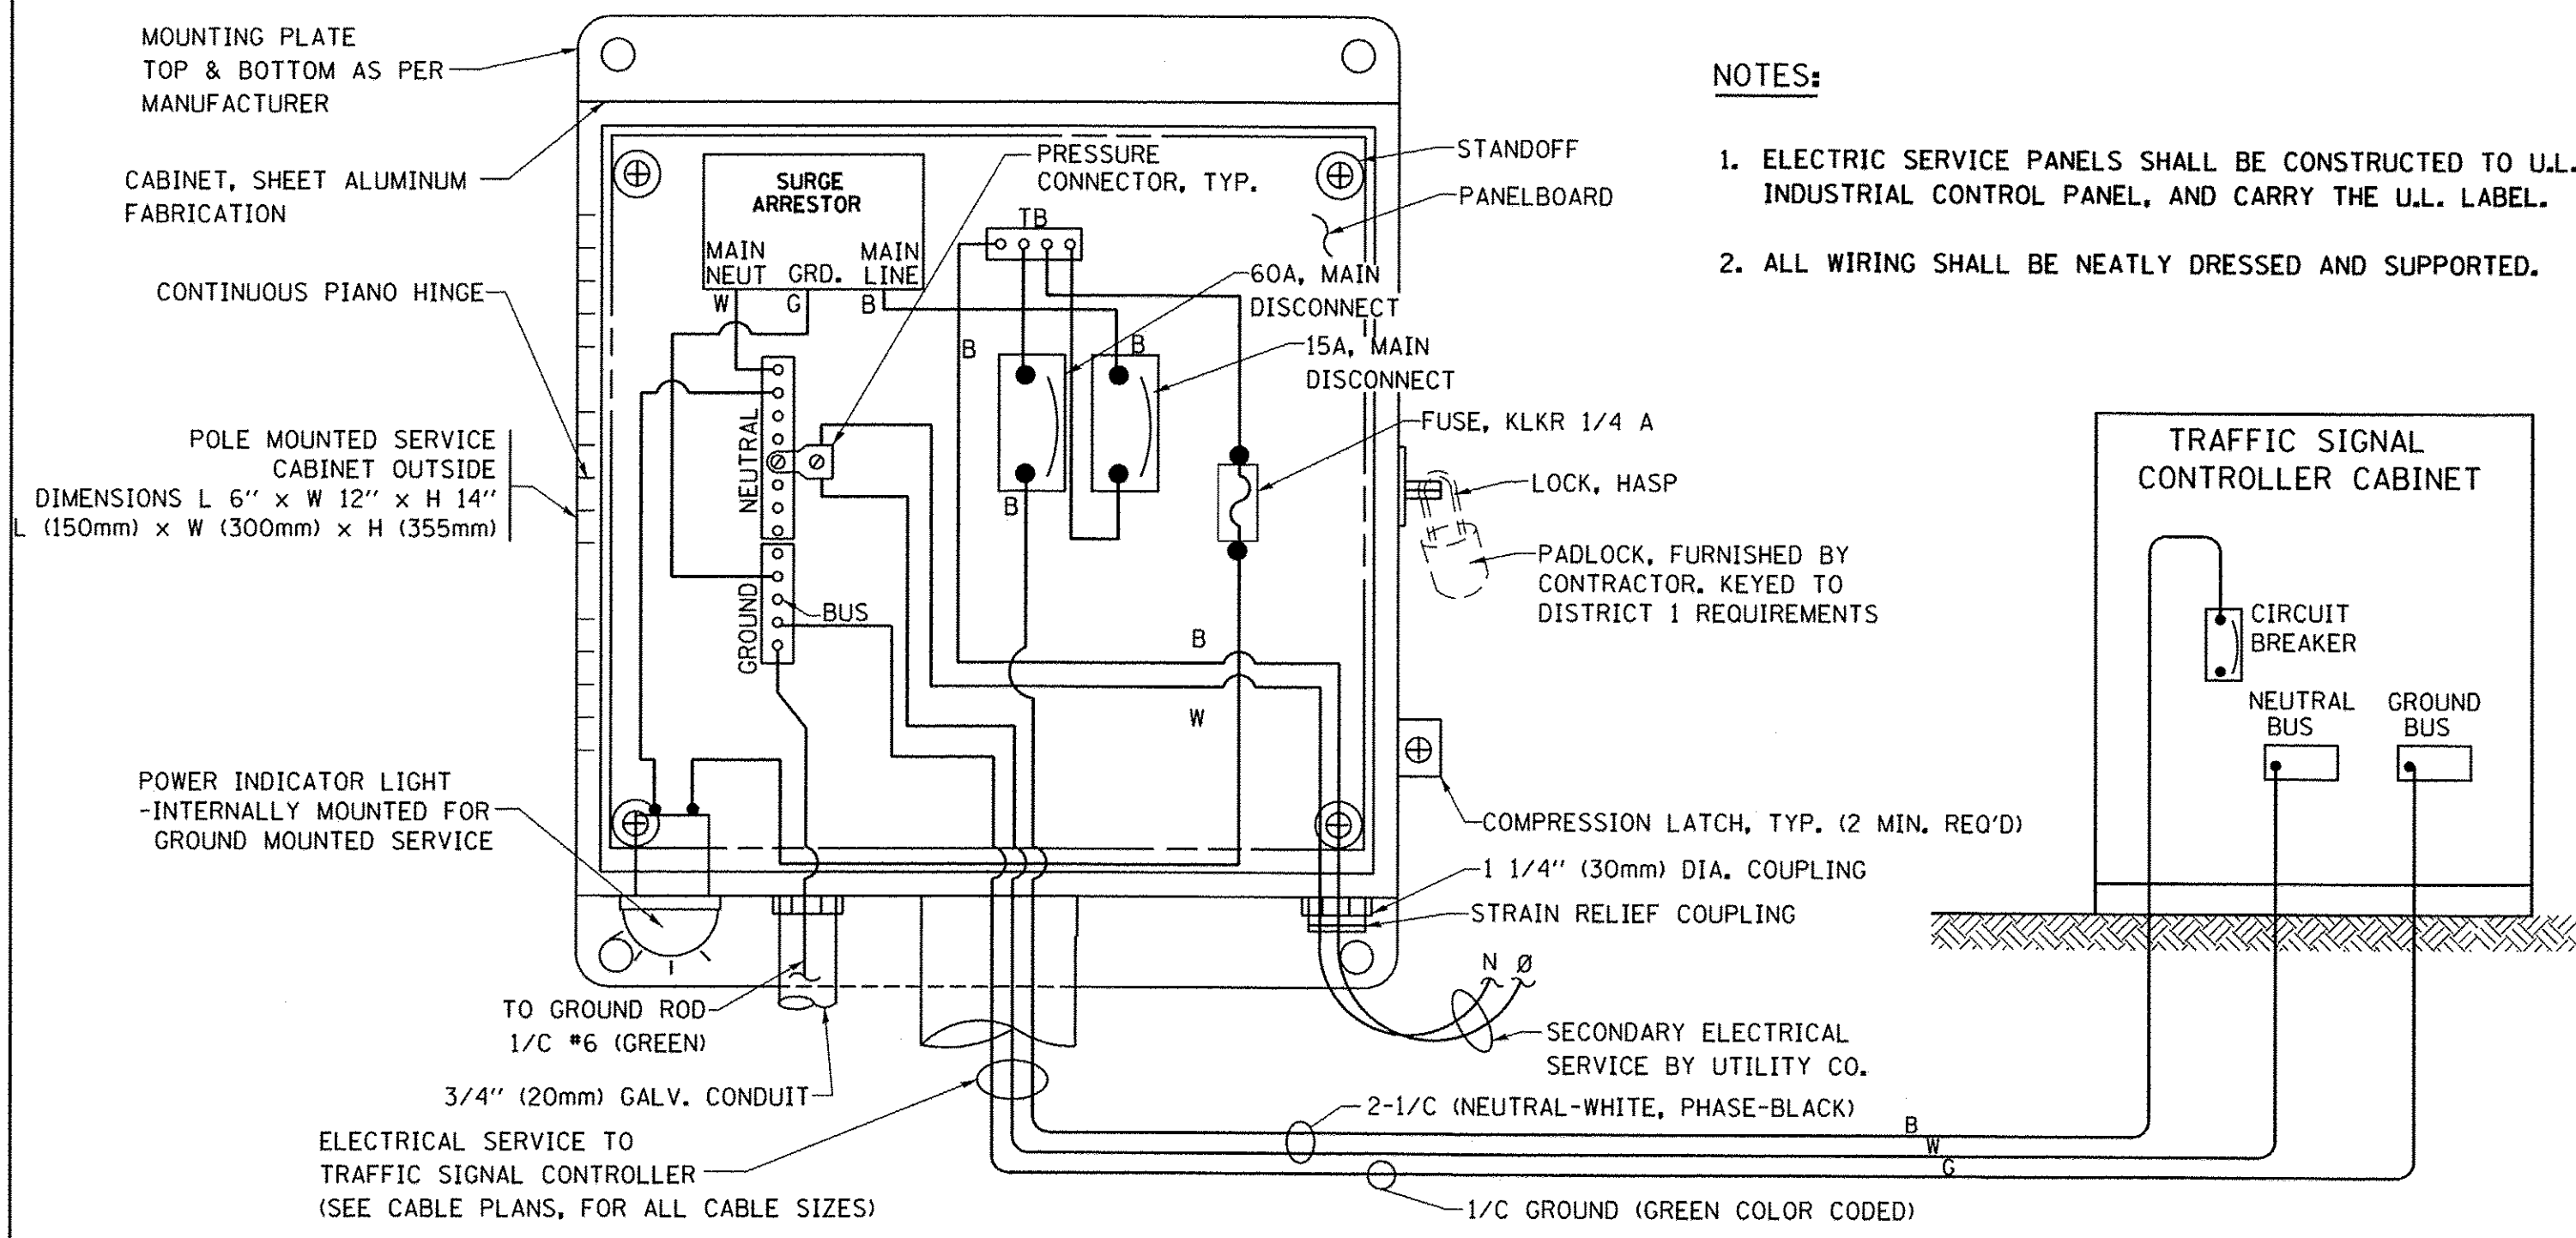 MOUNTING PLATE
TOP & BOTTOM AS PER
MANUFACTURER
CABINET, SHEET ALUMINUM
FABRICATION
CONTINUOUS PIANO HINGE
POLE MOUNTED SERVICE
CABINET OUTSIDE
DIMENSIONS L 6" x W 12" x H 14"
L (150mm) x W (300mm) x H (355mm)
POWER INDICATOR LIGHT
-INTERNALLY MOUNTED FOR
GROUND MOUNTED SERVICE
SURGE
ARRESTOR
MAIN
NEUT
GRD.
MAIN
LINE
W
G
B
PRESSURE
CONNECTOR, TYP.
TB
60A, MAIN
DISCONNECT
15A, MAIN
DISCONNECT
B
B
B
NEUTRAL
GROUND
BUS
B
W
STANDOFF
PANELBOARD
FUSE, KLKR 1/4 A
LOCK, HASP
PADLOCK, FURNISHED BY
CONTRACTOR. KEYED TO
DISTRICT 1 REQUIREMENTS
COMPRESSION LATCH, TYP. (2 MIN. REQ'D)
1 1/4" (30mm) DIA. COUPLING
STRAIN RELIEF COUPLING
N Ø
SECONDARY ELECTRICAL
SERVICE BY UTILITY CO.
TO GROUND ROD
1/C #6 (GREEN)
3/4" (20mm) GALV. CONDUIT
ELECTRICAL SERVICE TO
TRAFFIC SIGNAL CONTROLLER
(SEE CABLE PLANS, FOR ALL CABLE SIZES)
2-1/C (NEUTRAL-WHITE, PHASE-BLACK)
B
W
G
1/C GROUND (GREEN COLOR CODED)
NOTES:
1. ELECTRIC SERVICE PANELS SHALL BE CONSTRUCTED TO U.L.
INDUSTRIAL CONTROL PANEL, AND CARRY THE U.L. LABEL.
2. ALL WIRING SHALL BE NEATLY DRESSED AND SUPPORTED.
TRAFFIC SIGNAL
CONTROLLER CABINET
CIRCUIT
BREAKER
NEUTRAL
BUS
GROUND
BUS